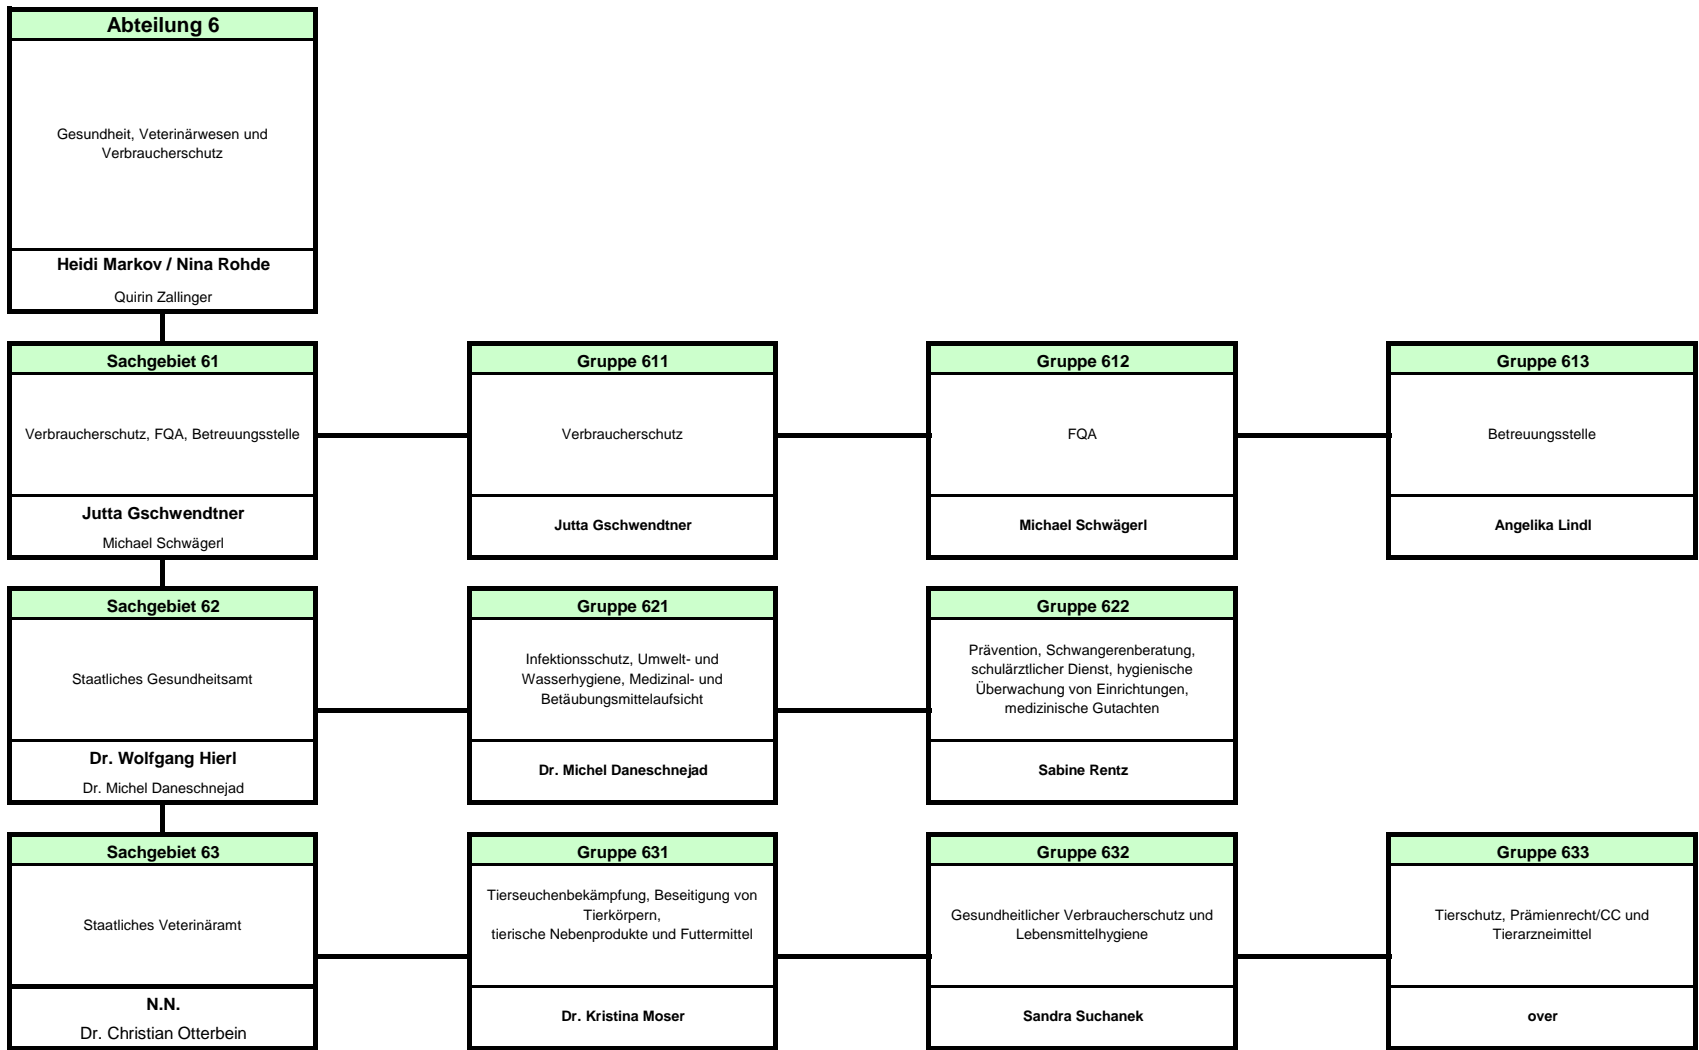 Abteilung 6
Gesundheit, Veterinärwesen und
Verbraucherschutz
Heidi Markov / Nina Rohde
Quirin Zallinger
Sachgebiet 61
Verbraucherschutz, FQA, Betreuungsstelle
Jutta Gschwendtner
Michael Schwägerl
Gruppe 611
Verbraucherschutz
Jutta Gschwendtner
Gruppe 612
FQA
Michael Schwägerl
Gruppe 613
Betreuungsstelle
Angelika Lindl
Sachgebiet 62
Staatliches Gesundheitsamt
Dr. Wolfgang Hierl
Dr. Michel Daneschnejad
Gruppe 621
Infektionsschutz, Umwelt- und
Wasserhygiene, Medizinal- und
Betäubungsmittelaufsicht
Dr. Michel Daneschnejad
Gruppe 622
Prävention, Schwangerenberatung,
schulärztlicher Dienst, hygienische
Überwachung von Einrichtungen,
medizinische Gutachten
Sabine Rentz
Sachgebiet 63
Staatliches Veterinäramt
N.N.
Dr. Christian Otterbein
Gruppe 631
Tierseuchenbekämpfung, Beseitigung von
Tierkörpern,
tierische Nebenprodukte und Futtermittel
Dr. Kristina Moser
Gruppe 632
Gesundheitlicher Verbraucherschutz und
Lebensmittelhygiene
Sandra Suchanek
Gruppe 633
Tierschutz, Prämienrecht/CC und
Tierarzneimittel
over